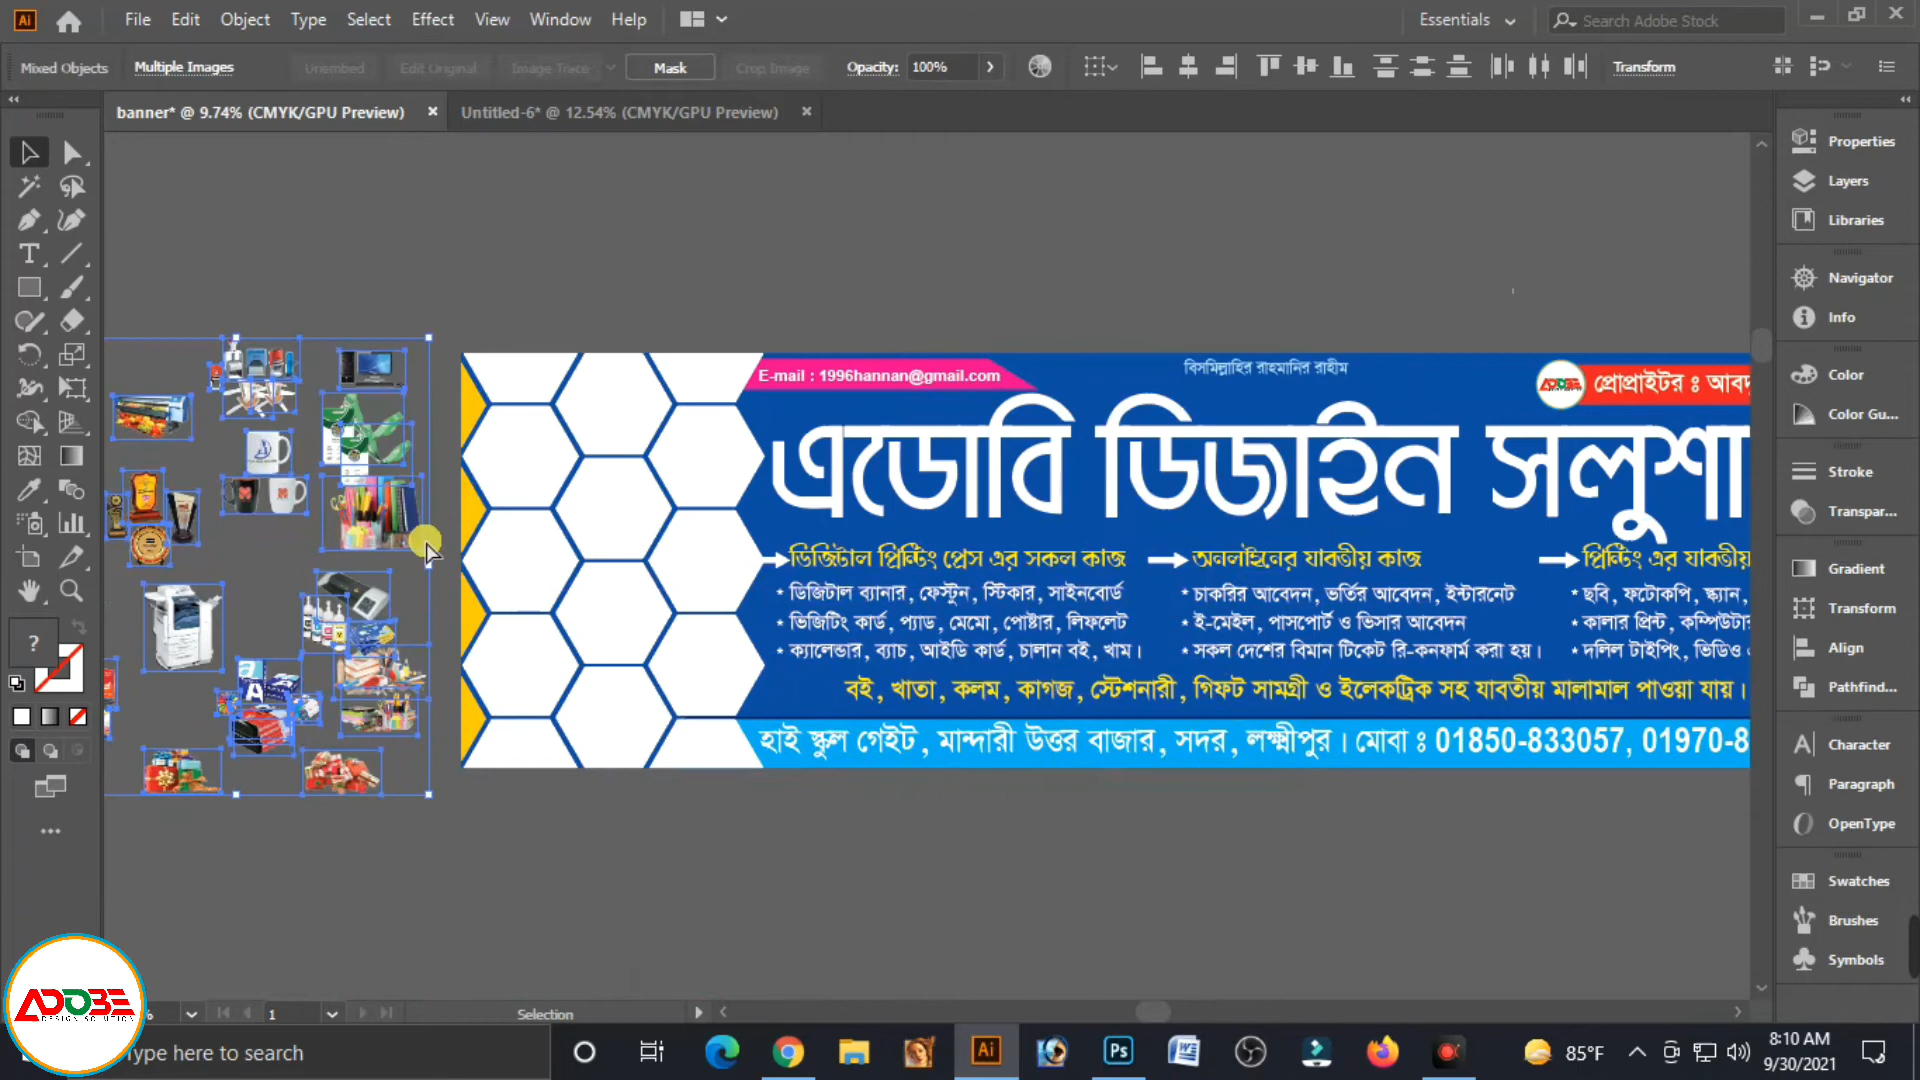 File Edit Object Type Select Effect View Window Help
Essentials
Search Adobe Stock
Mixed Objects
Multiple Images
Unembed
Edit Original
Image Trace
Mask
Crop Image
Opacity: 100%
Transform
banner* @ 9.74% (CMYK/GPU Preview)
Untitled-6* @ 12.54% (CMYK/GPU Preview)
Properties
Layers
Libraries
Navigator
Info
Color
Color Gu...
Stroke
Transpar...
Gradient
Transform
Align
Pathfind...
Character
Paragraph
OpenType
Swatches
Brushes
Symbols
E-mail : 1996hannan@gmail.com
বিসমিল্লাহির রাহমানির রাহীম
ADOBE
প্রোপ্রাইটর ঃ আবদু
এডোবি ডিজাইন সলুশা
ডিজিটাল প্রিন্টিং প্রেস এর সকল কাজ
* ডিজিটাল ব্যানার, ফেস্টুন, স্টিকার, সাইনবোর্ড
* ভিজিটিং কার্ড, প্যাড, মেমো, পোষ্টার, লিফলেট
* ক্যালেন্ডার, ব্যাচ, আইডি কার্ড, চালান বই, খাম।
অনলাইনের যাবতীয় কাজ
* চাকরির আবেদন, ভর্তির আবেদন, ইন্টারনেট
* ই-মেইল, পাসপোর্ট ও ভিসার আবেদন
* সকল দেশের বিমান টিকেট রি-কনফার্ম করা হয়।
প্রিন্টিং এর যাবতীয়
* ছবি, ফটোকপি, স্ক্যান,
* কালার প্রিন্ট, কম্পিউটার
* দলিল টাইপিং, ভিডিও
বই, খাতা, কলম, কাগজ, স্টেশনারী, গিফট সামগ্রী ও ইলেকট্রিক সহ যাবতীয় মালামাল পাওয়া যায়।
হাই স্কুল গেইট, মান্দারী উত্তর বাজার, সদর, লক্ষ্মীপুর। মোবা ঃ 01850-833057, 01970-8
%
1
Selection
ADOBE
DESIGN SOLUTION
Type here to search
85°F
8:10 AM
9/30/2021